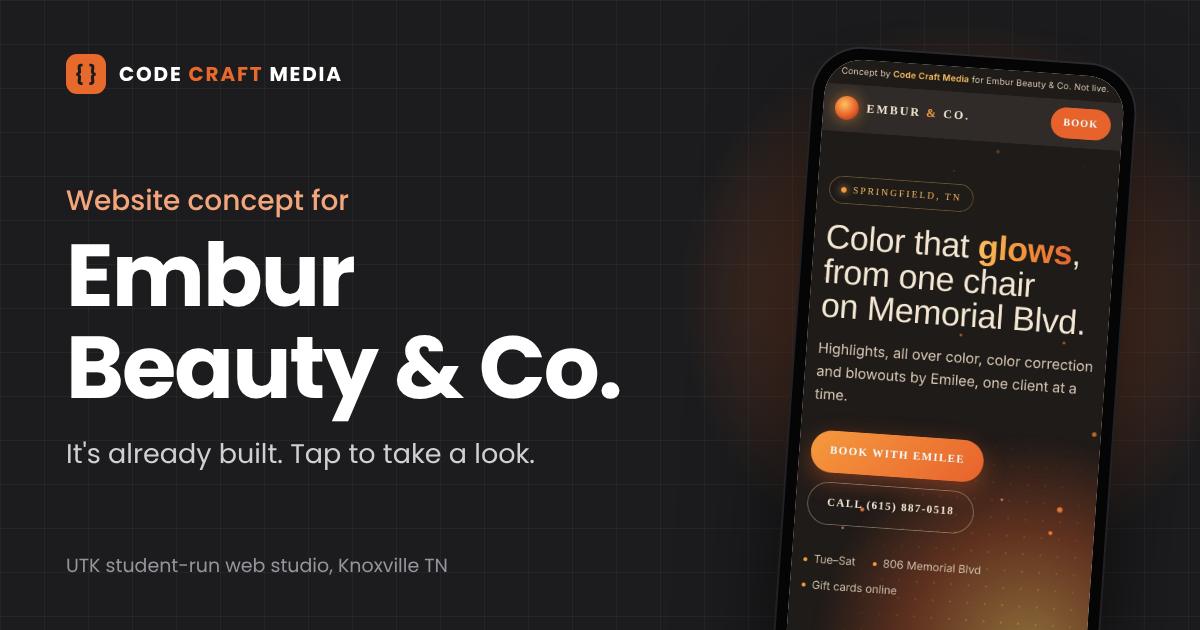 { } CODE CRAFT MEDIA
Website concept for
Embur
Beauty & Co.
It's already built. Tap to take a look.
UTK student-run web studio, Knoxville TN
Concept by Code Craft Media for Embur Beauty & Co. Not live.
EMBUR & CO.
BOOK
SPRINGFIELD, TN
Color that glows,
from one chair
on Memorial Blvd.
Highlights, all over color, color correction
and blowouts by Emilee, one client at a
time.
BOOK WITH EMILEE
CALL (615) 887-0518
Tue–Sat • 806 Memorial Blvd
Gift cards online